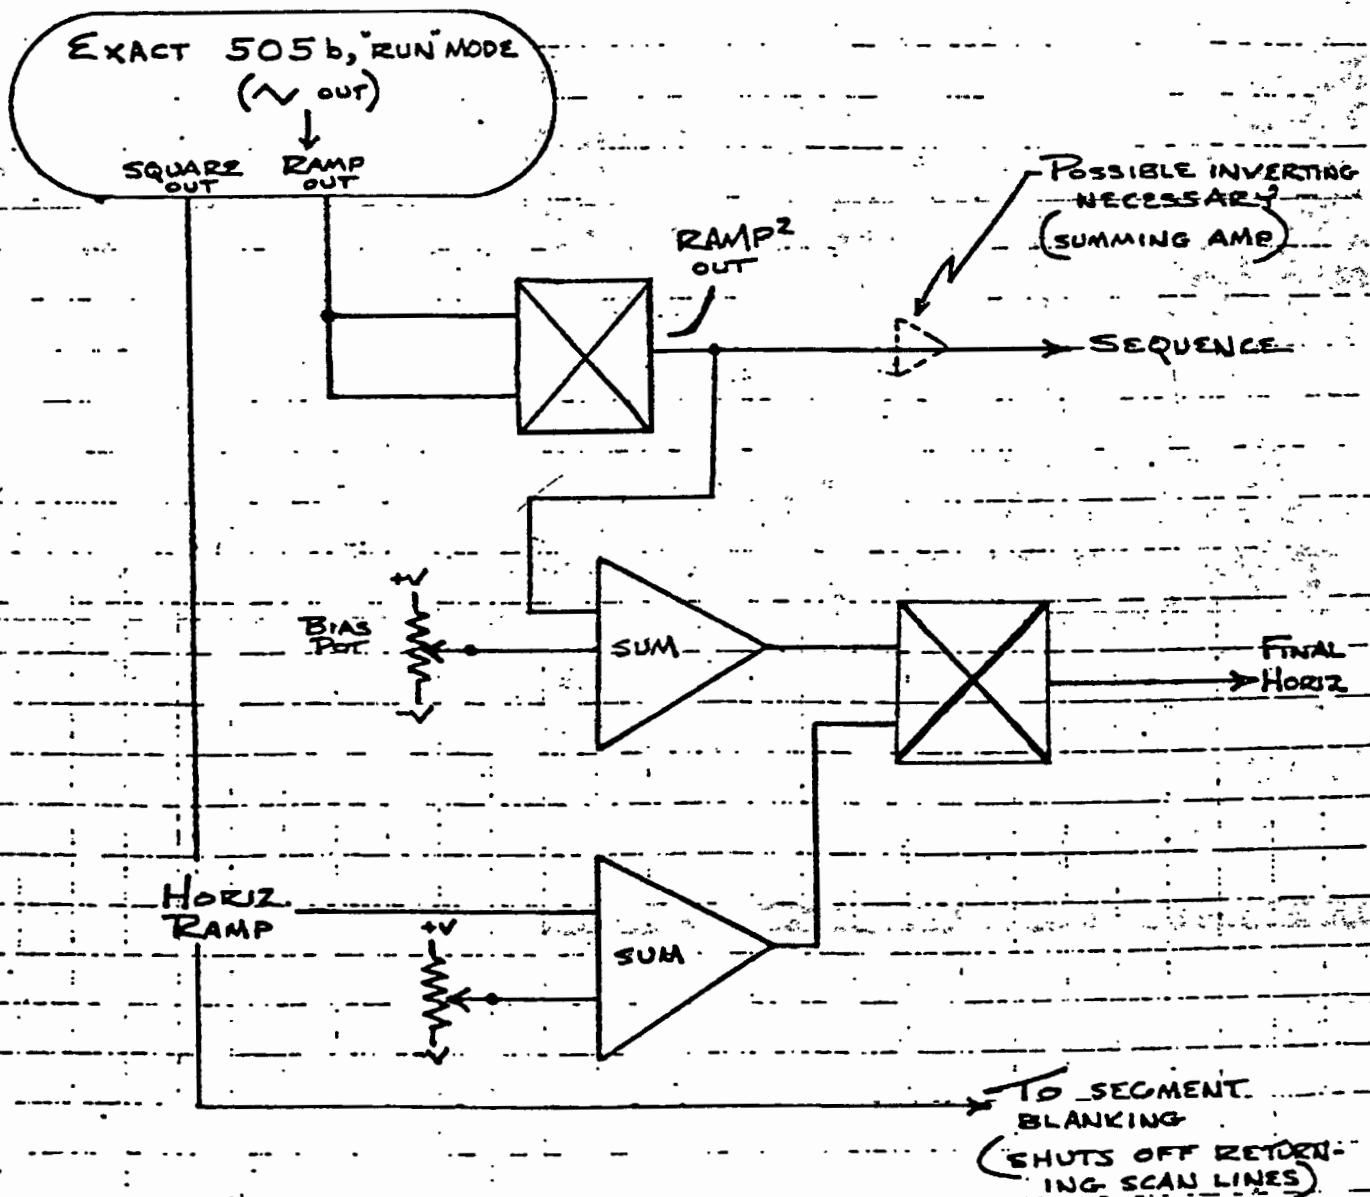 EXACT 505b, "RUN" MODE
(∿ OUT)
SQUARE
OUT
RAMP
OUT
POSSIBLE INVERTING
NECESSARY
(SUMMING AMP)
RAMP²
OUT
SEQUENCE
+V
BIAS
POT
SUM
-V
FINAL
HORIZ
HORIZ.
RAMP
+V
SUM
-V
TO SEGMENT
BLANKING
(SHUTS OFF RETURN-
ING SCAN LINES)